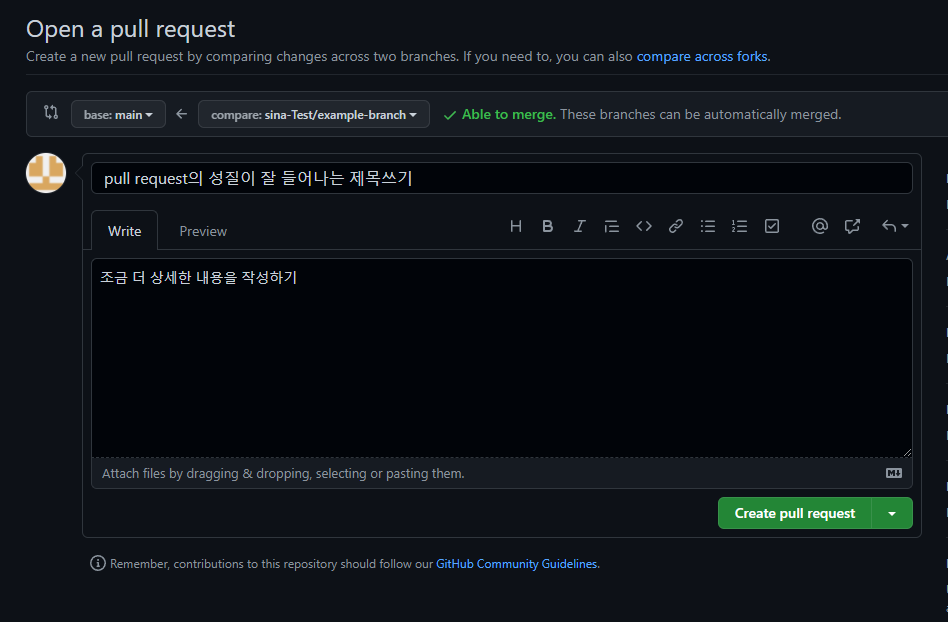 Open a pull request
Create a new pull request by comparing changes across two branches. If you need to, you can also compare across forks.
base: main compare: sina-Test/example-branch Able to merge. These branches can be automatically merged.
pull request의 성질이 잘 들어나는 제목쓰기
Write Preview
조금 더 상세한 내용을 작성하기
Attach files by dragging & dropping, selecting or pasting them.
Create pull request
Remember, contributions to this repository should follow our GitHub Community Guidelines.